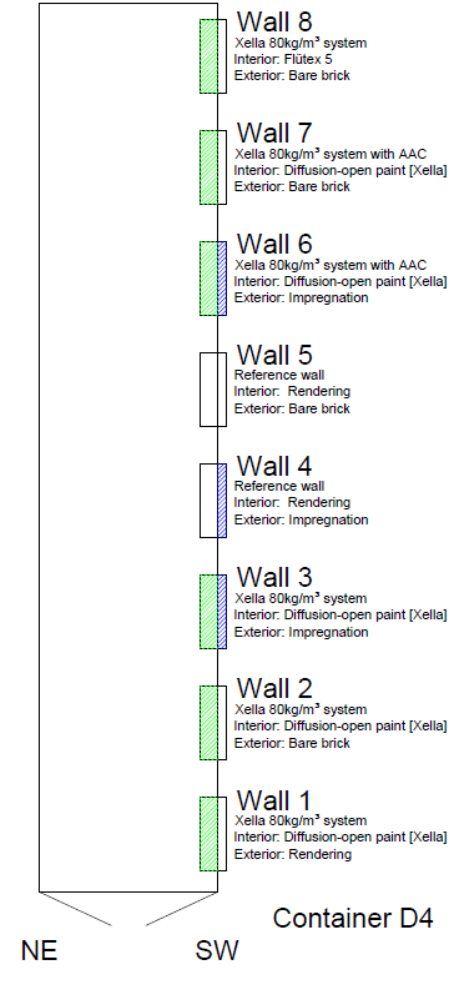 Wall 8
Xella 80kg/m³ system
Interior: Flütex 5
Exterior: Bare brick
Wall 7
Xella 80kg/m³ system with AAC
Interior: Diffusion-open paint [Xella]
Exterior: Bare brick
Wall 6
Xella 80kg/m³ system with AAC
Interior: Diffusion-open paint [Xella]
Exterior: Impregnation
Wall 5
Reference wall
Interior: Rendering
Exterior: Bare brick
Wall 4
Reference wall
Interior: Rendering
Exterior: Impregnation
Wall 3
Xella 80kg/m³ system
Interior: Diffusion-open paint [Xella]
Exterior: Impregnation
Wall 2
Xella 80kg/m³ system
Interior: Diffusion-open paint [Xella]
Exterior: Bare brick
Wall 1
Xella 80kg/m³ system
Interior: Diffusion-open paint [Xella]
Exterior: Rendering
Container D4
NE
SW